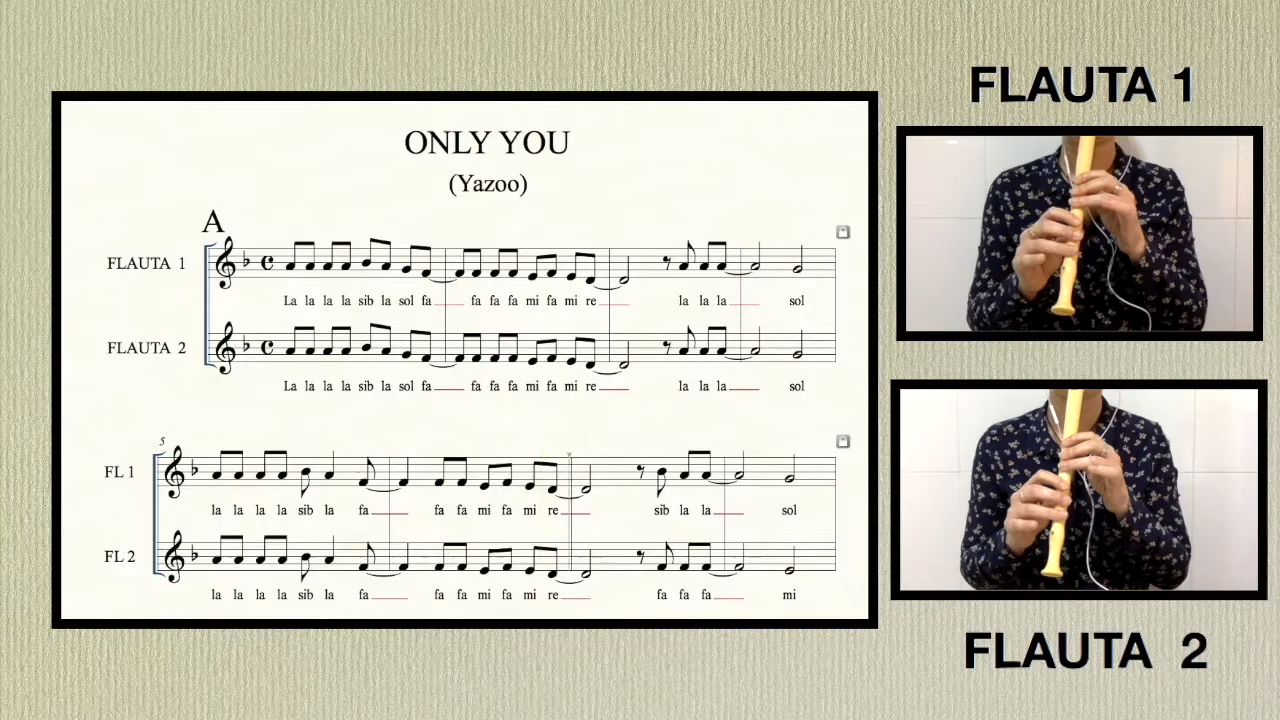 ONLY YOU
(Yazoo)
A
FLAUTA 1
La la la la sib la sol fa fa fa fa mi fa mi re la la la sol
FLAUTA 2
La la la la sib la sol fa fa fa fa mi fa mi re la la la sol
5
FL 1
la la la la sib la fa fa fa mi fa mi re sib la la sol
FL 2
la la la la sib la fa fa fa mi fa mi re fa fa fa mi
FLAUTA 1
FLAUTA 2